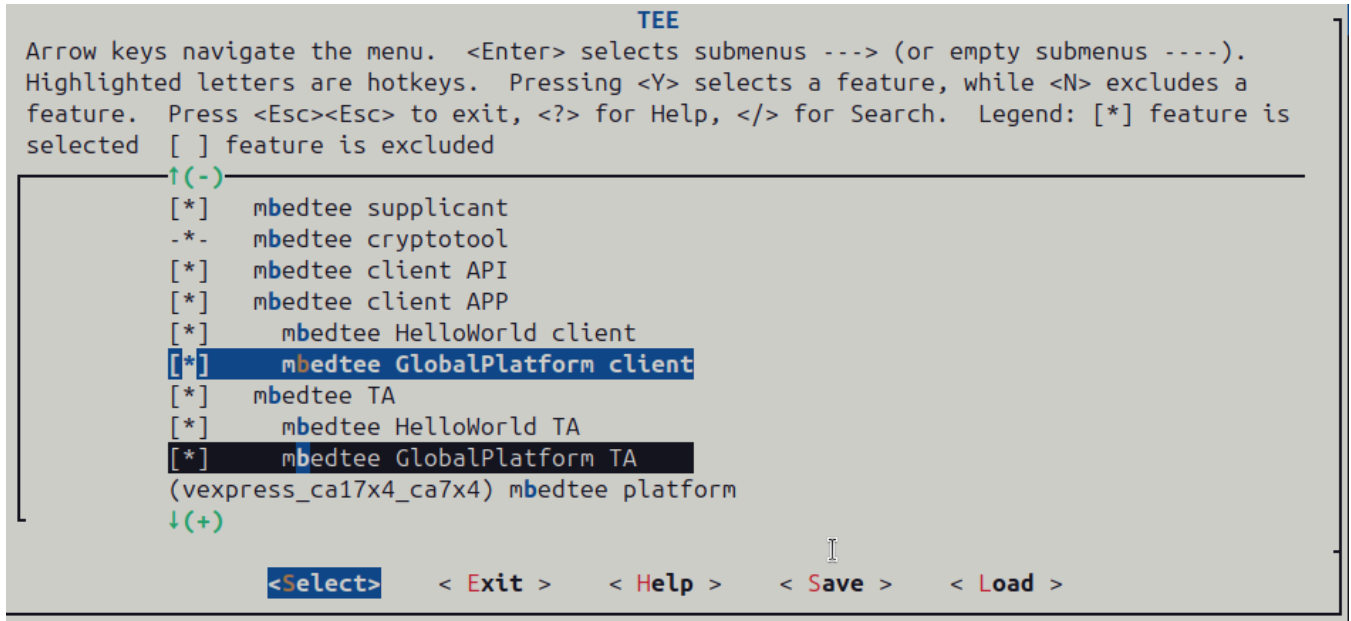 TEE
Arrow keys navigate the menu.  <Enter> selects submenus ---> (or empty submenus ----).
Highlighted letters are hotkeys.  Pressing <Y> selects a feature, while <N> excludes a
feature.  Press <Esc><Esc> to exit, <?> for Help, </> for Search.  Legend: [*] feature is
selected  [ ] feature is excluded
↑(-)
[*]   mbedtee supplicant
-*-   mbedtee cryptotool
[*]   mbedtee client API
[*]   mbedtee client APP
[*]     mbedtee HelloWorld client
[*]     mbedtee GlobalPlatform client
[*]   mbedtee TA
[*]     mbedtee HelloWorld TA
[*]     mbedtee GlobalPlatform TA
(vexpress_ca17x4_ca7x4) mbedtee platform
↓(+)
<Select>    < Exit >    < Help >    < Save >    < Load >